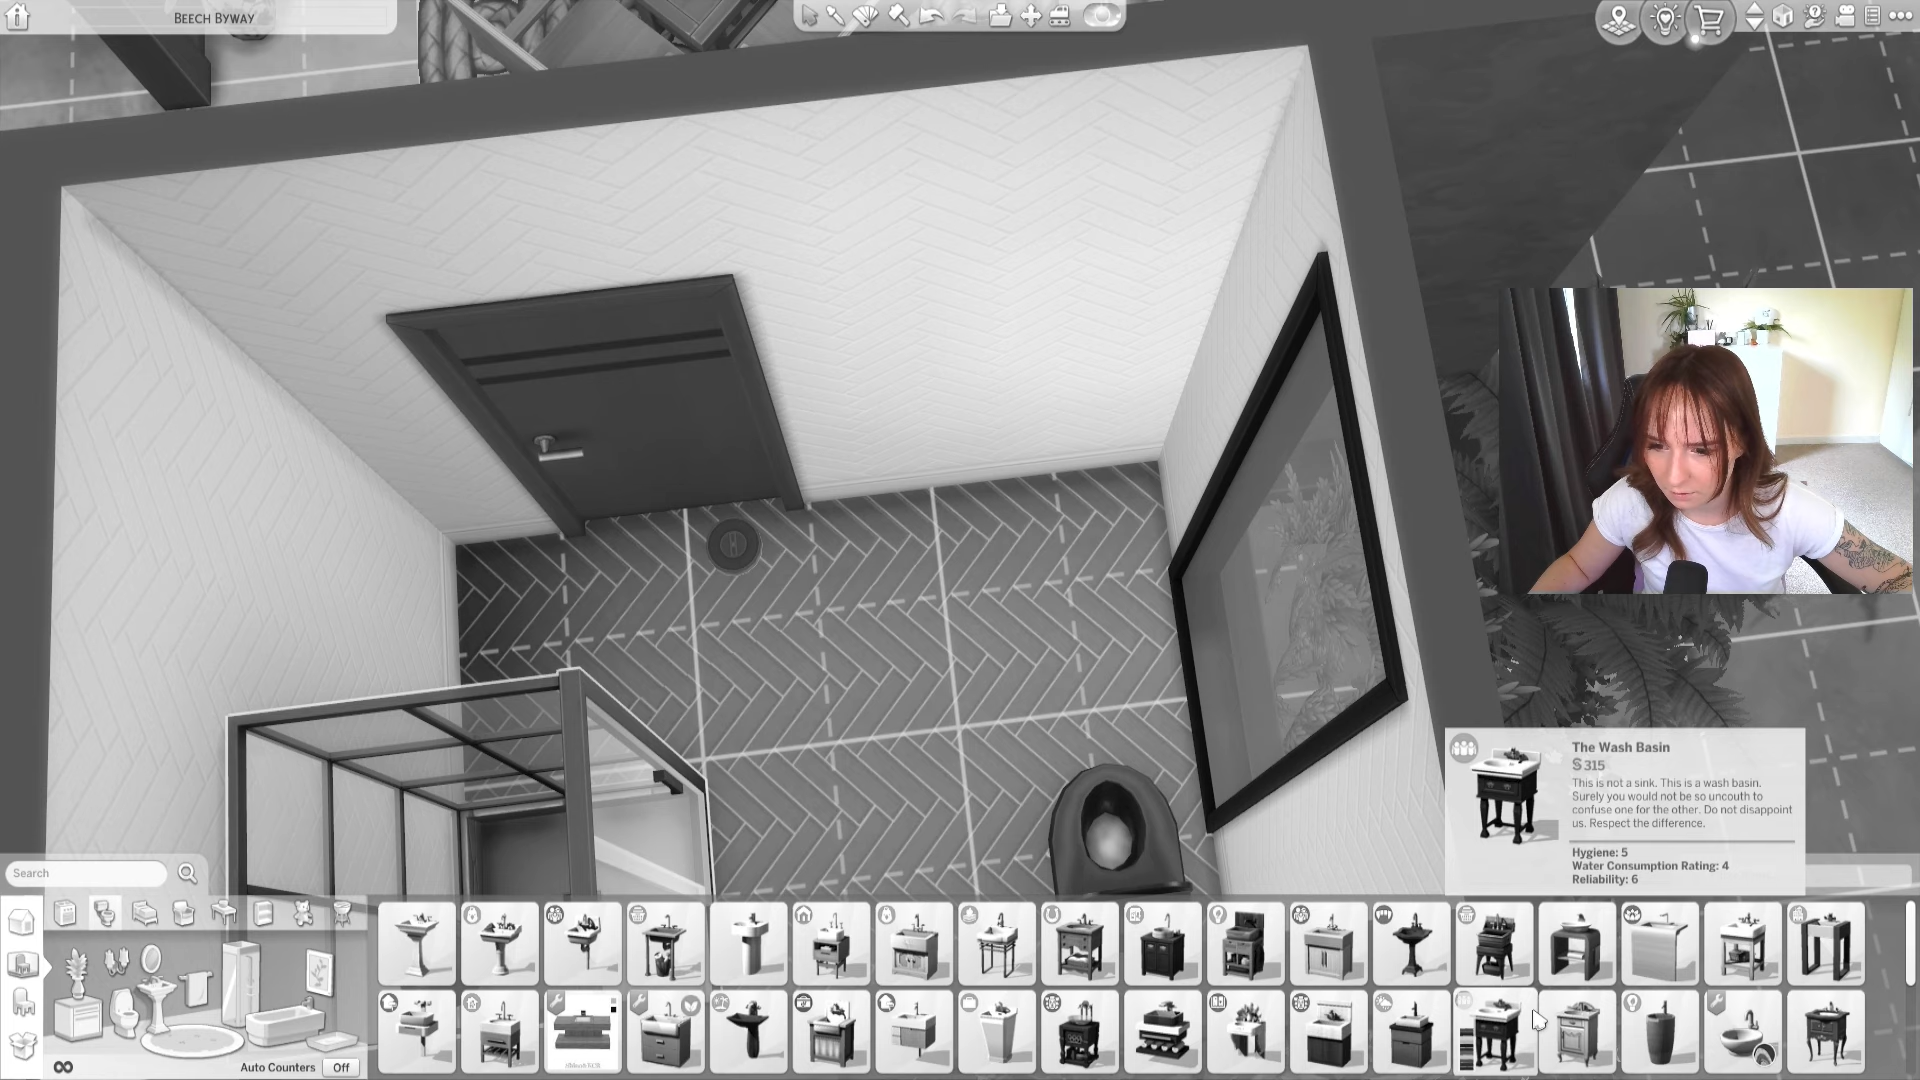 BEECH BYWAY
The Wash Basin
§315
This is not a sink. This is a wash basin.
Surely you would not be so uncouth to
confuse one for the other. Do not disappoint
us. Respect the difference.
Hygiene: 5
Water Consumption Rating: 4
Reliability: 6
Search
Auto Counters Off